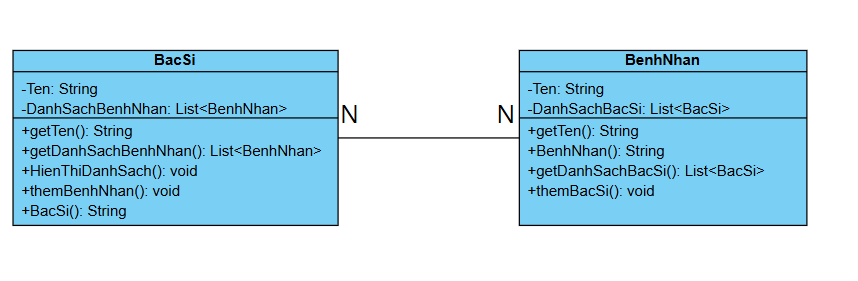 BacSi
-Ten: String
-DanhSachBenhNhan: List<BenhNhan>
+getTen(): String
+getDanhSachBenhNhan(): List<BenhNhan>
+HienThiDanhSach(): void
+themBenhNhan(): void
+BacSi(): String
N
N
BenhNhan
-Ten: String
-DanhSachBacSi: List<BacSi>
+getTen(): String
+BenhNhan(): String
+getDanhSachBacSi(): List<BacSi>
+themBacSi(): void